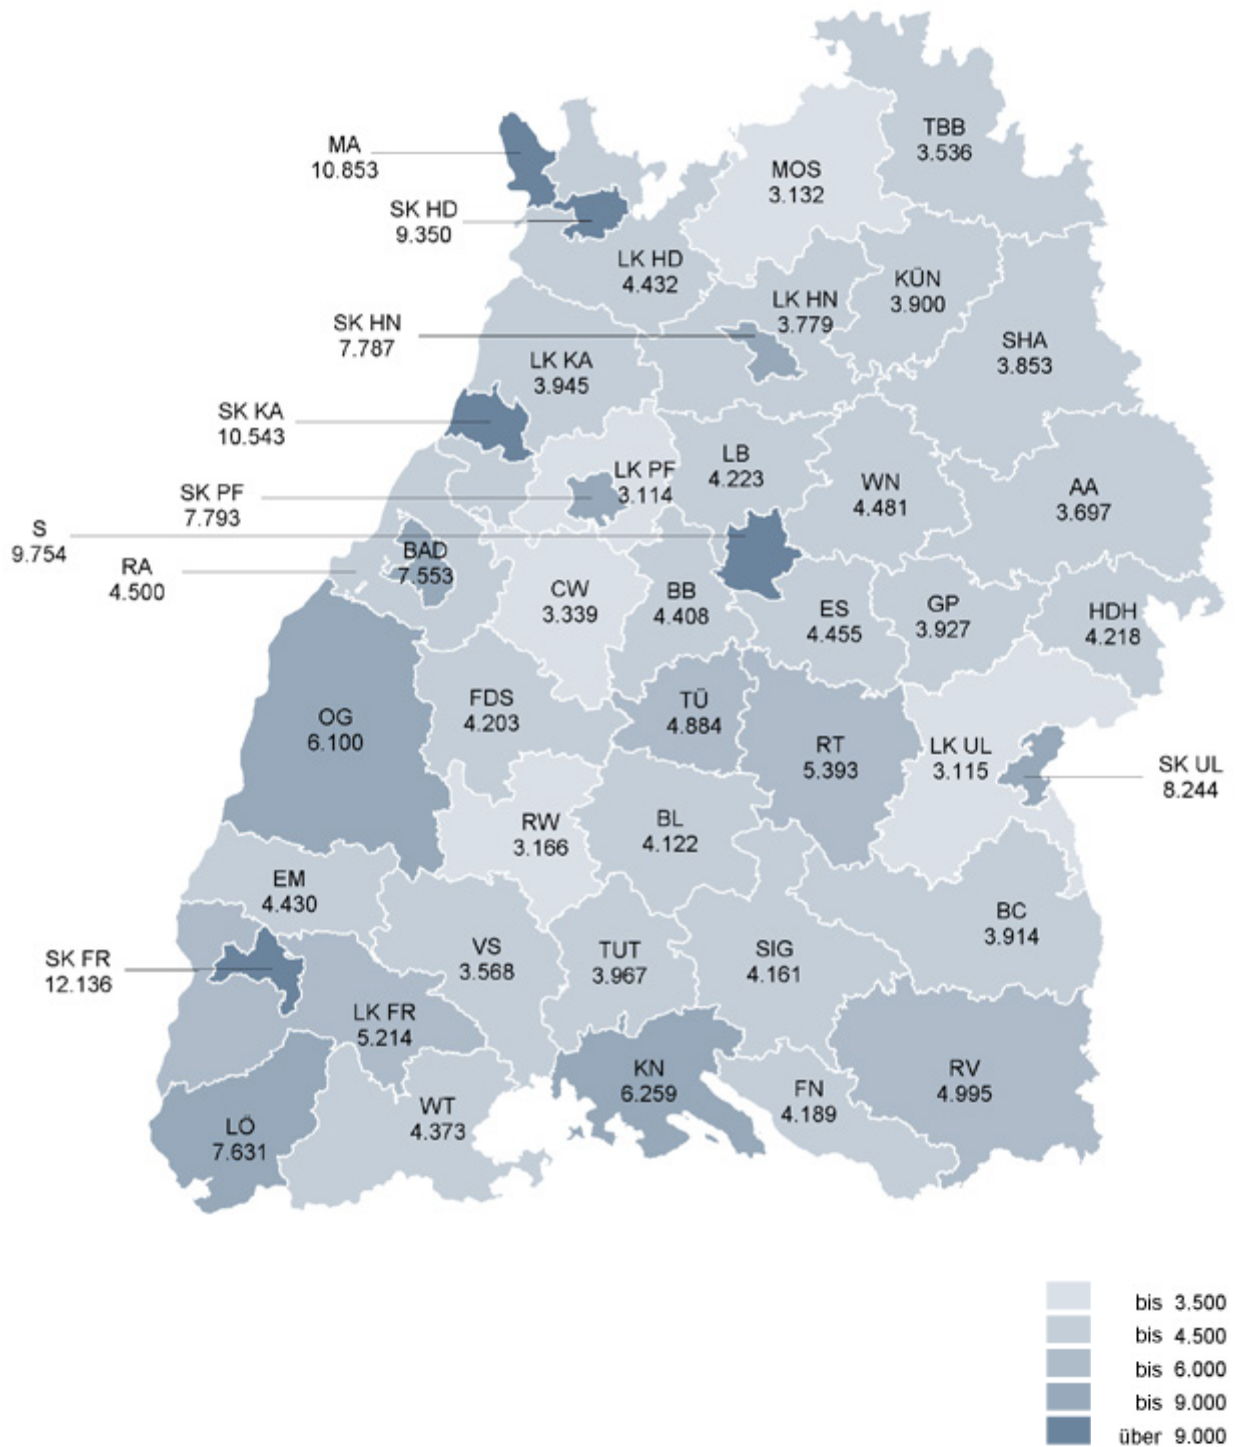 TBB
3.536
MA
10.853
MOS
3.132
SK HD
9.350
LK HD
4.432
KÜN
3.900
LK HN
3.779
SK HN
7.787
SHA
3.853
LK KA
3.945
SK KA
10.543
LB
4.223
LK PF
3.114
WN
4.481
AA
3.697
SK PF
7.793
S
9.754
BAD
7.553
RA
4.500
CW
3.339
BB
4.408
ES
4.455
GP
3.927
HDH
4.218
FDS
4.203
TÜ
4.884
OG
6.100
RT
5.393
LK UL
3.115
SK UL
8.244
RW
3.166
BL
4.122
EM
4.430
BC
3.914
VS
3.568
TUT
3.967
SIG
4.161
SK FR
12.136
LK FR
5.214
KN
6.259
RV
4.995
FN
4.189
WT
4.373
LÖ
7.631
bis 3.500
bis 4.500
bis 6.000
bis 9.000
über 9.000